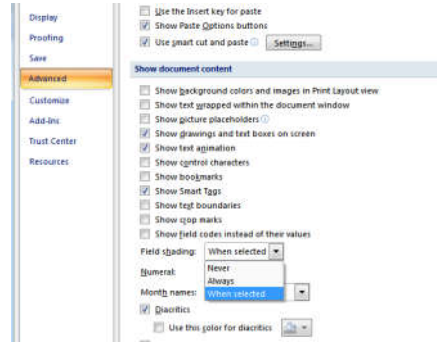 Display
Proofing
Save
Advanced
Customize
Add-Ins
Trust Center
Resources
Use the Insert key for paste
Show Paste Options buttons
Use smart cut and paste
Settings...
Show document content
Show background colors and images in Print Layout view
Show text wrapped within the document window
Show picture placeholders
Show drawings and text boxes on screen
Show text animation
Show control characters
Show bookmarks
Show Smart Tags
Show text boundaries
Show crop marks
Show field codes instead of their values
Field shading: When selected
Never
Always
When selected
Numeral:
Month names:
Diacritics
Use this color for diacritics